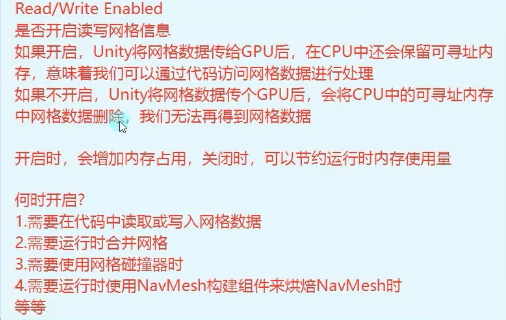 Read/Write Enabled
是否开启读写网格信息
如果开启，Unity将网格数据传给GPU后，在CPU中还会保留可寻址内
存，意味着我们可以通过代码访问网格数据进行处理
如果不开启，Unity将网格数据传个GPU后，会将CPU中的可寻址内存
中网格数据删除，我们无法再得到网格数据
开启时，会增加内存占用，关闭时，可以节约运行时内存使用量
何时开启？
1.需要在代码中读取或写入网格数据
2.需要运行时合并网格
3.需要使用网格碰撞器时
4.需要运行时使用NavMesh构建组件来烘焙NavMesh时
等等